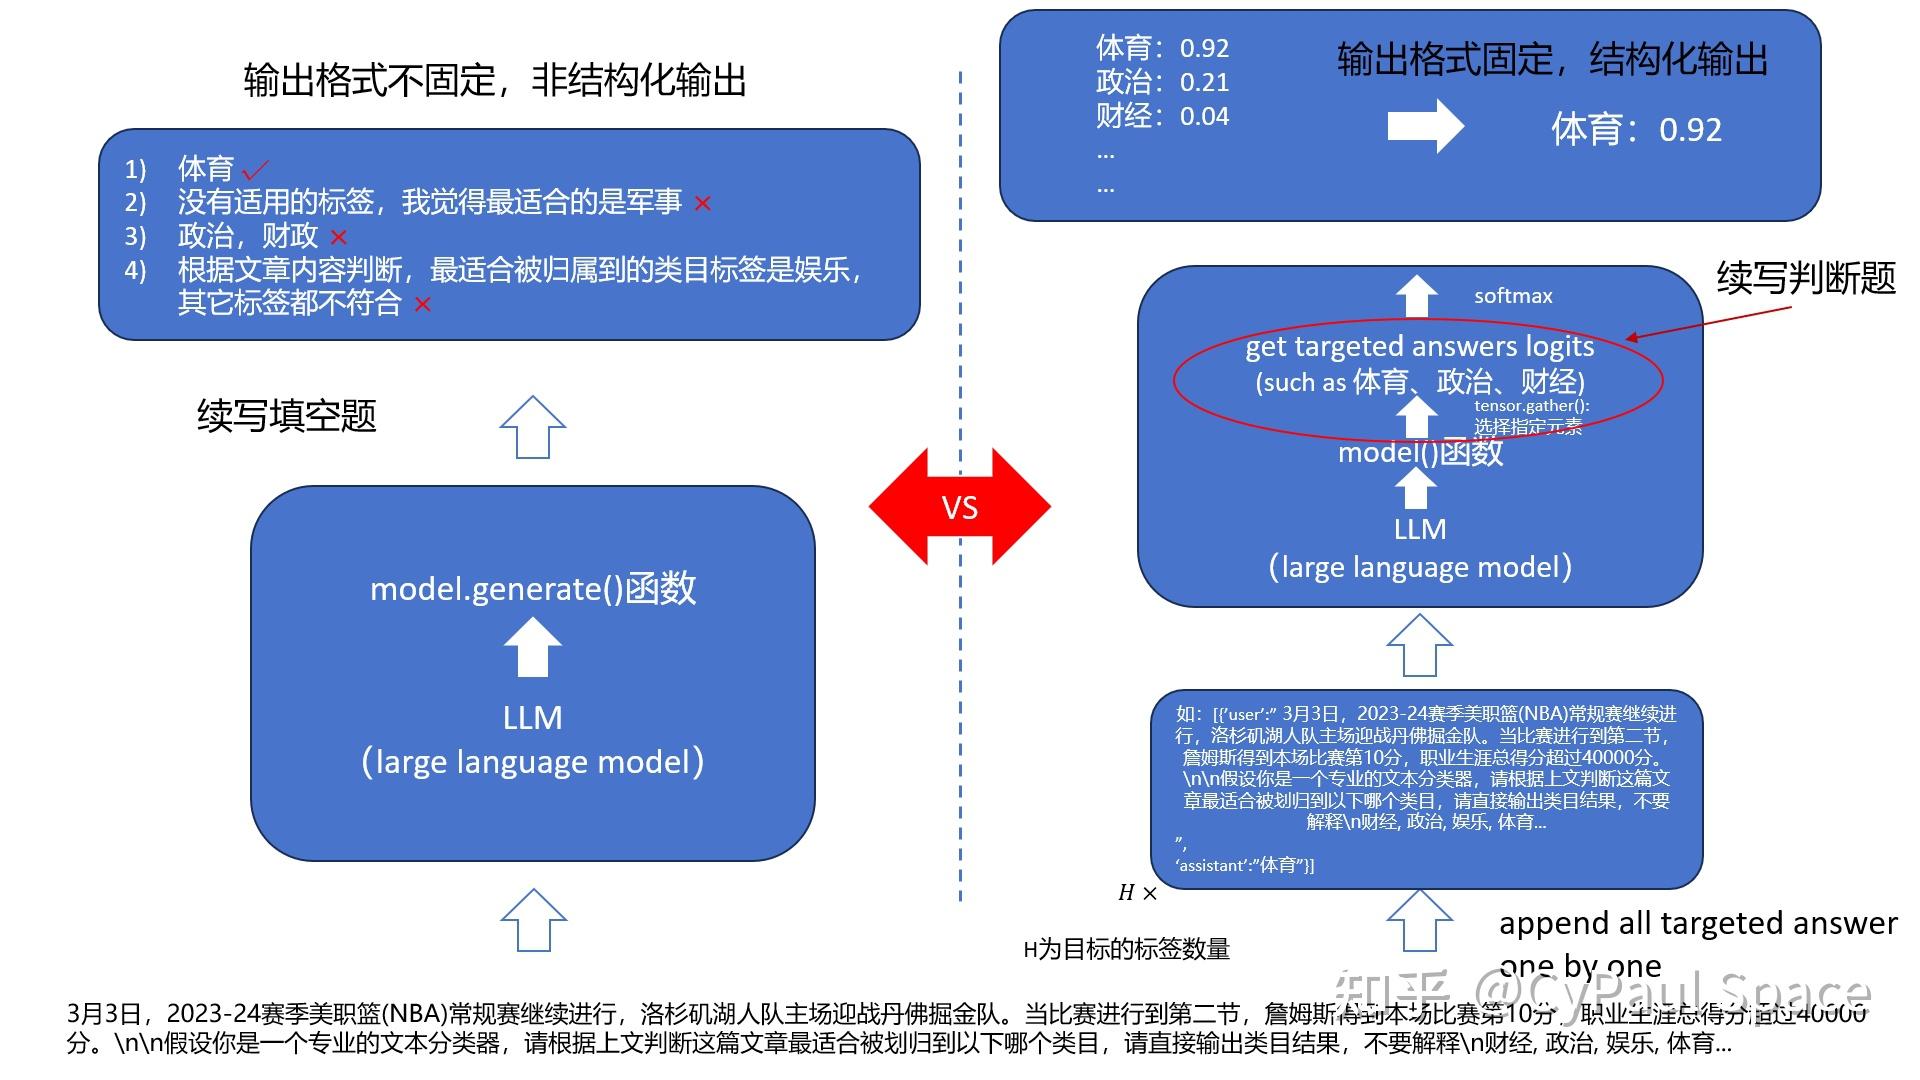 输出格式不固定，非结构化输出
1) 体育 ✓
2) 没有适用的标签，我觉得最适合的是军事 ×
3) 政治，财政 ×
4) 根据文章内容判断，最适合被归属到的类目标签是娱乐，
其它标签都不符合 ×
续写填空题
model.generate()函数
LLM
（large language model）
VS
体育：0.92
政治：0.21
财经：0.04
...
...
输出格式固定，结构化输出
体育：0.92
续写判断题
softmax
get targeted answers logits
(such as 体育、政治、财经)
tensor.gather():
选择指定元素
model()函数
LLM
（large language model）
如：[{'user':" 3月3日，2023-24赛季美职篮(NBA)常规赛继续进
行，洛杉矶湖人队主场迎战丹佛掘金队。当比赛进行到第二节，
詹姆斯得到本场比赛第10分，职业生涯总得分超过40000分。
\n\n假设你是一个专业的文本分类器，请根据上文判断这篇文
章最适合被划归到以下哪个类目，请直接输出类目结果，不要
解释\n财经, 政治, 娱乐, 体育...
",
‘assistant’:"体育"}]
H ×
H为目标的标签数量
append all targeted answer
one by one
知乎 @CyPaul Space
3月3日，2023-24赛季美职篮(NBA)常规赛继续进行，洛杉矶湖人队主场迎战丹佛掘金队。当比赛进行到第二节，詹姆斯得到本场比赛第10分，职业生涯总得分超过40000
分。\n\n假设你是一个专业的文本分类器，请根据上文判断这篇文章最适合被划归到以下哪个类目，请直接输出类目结果，不要解释\n财经, 政治, 娱乐, 体育...